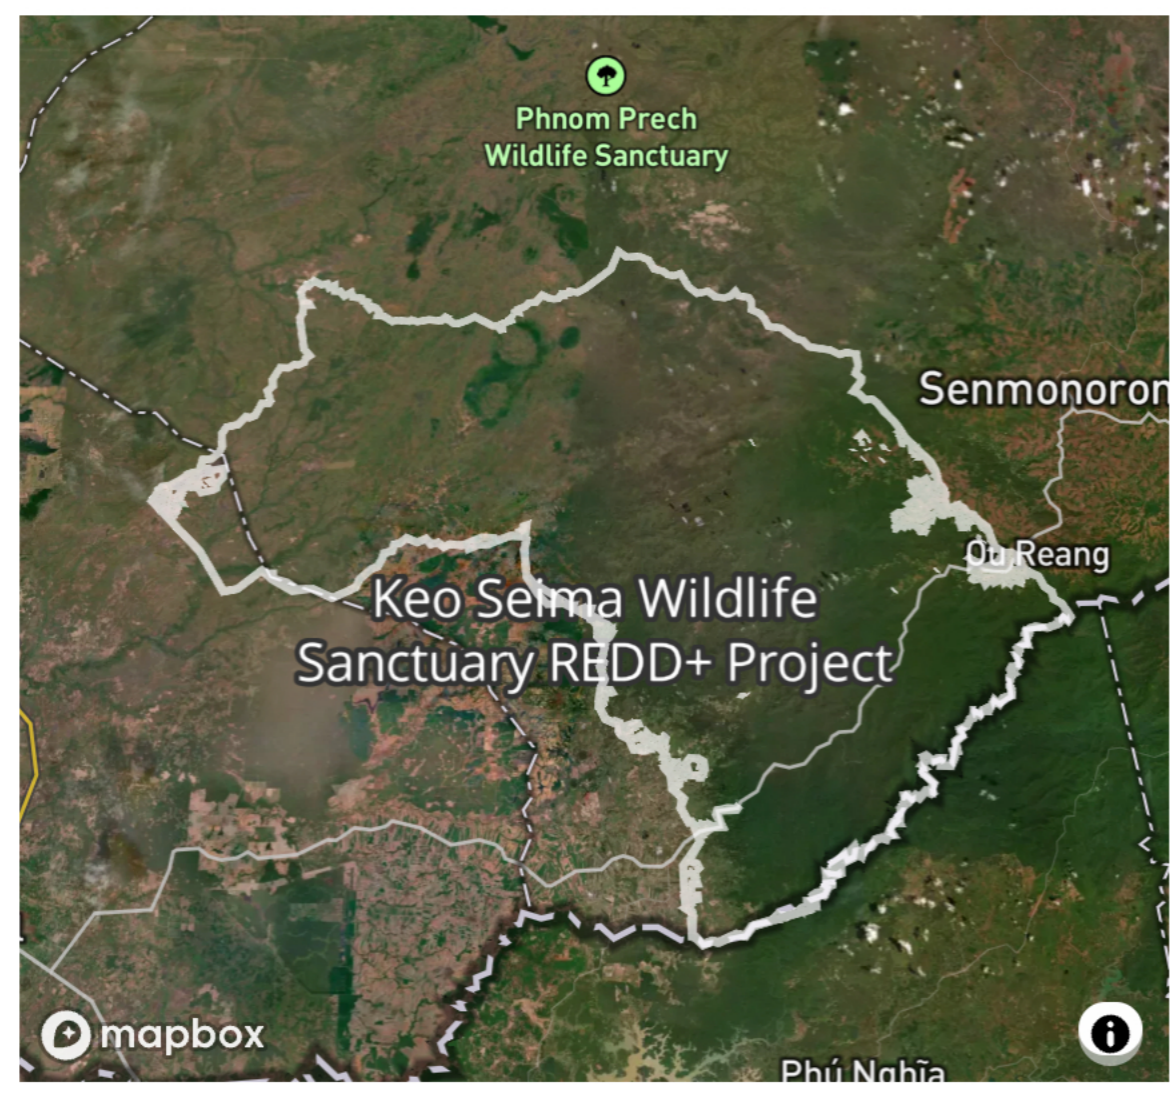 Phnom Prech
Wildlife Sanctuary
Senmonoron
Ou Reang
Keo Seima Wildlife
Sanctuary REDD+ Project
mapbox
Phú Nghĩa